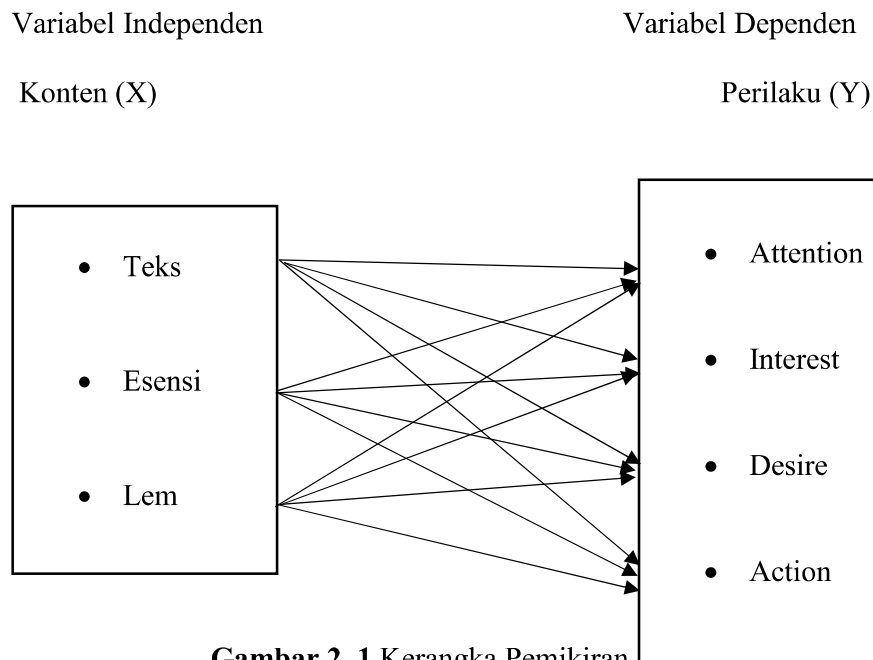 Variabel Independen
Variabel Dependen
Konten (X)
Perilaku (Y)
• Teks
• Esensi
• Lem
• Attention
• Interest
• Desire
• Action
Gambar 2. 1 Kerangka Pemikiran